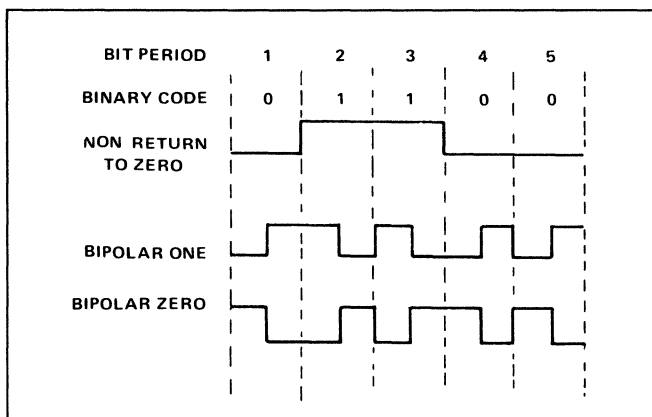 BIT PERIOD 1 2 3 4 5
BINARY CODE 0 1 1 0 0
NON RETURN
TO ZERO
BIPOLAR ONE
BIPOLAR ZERO